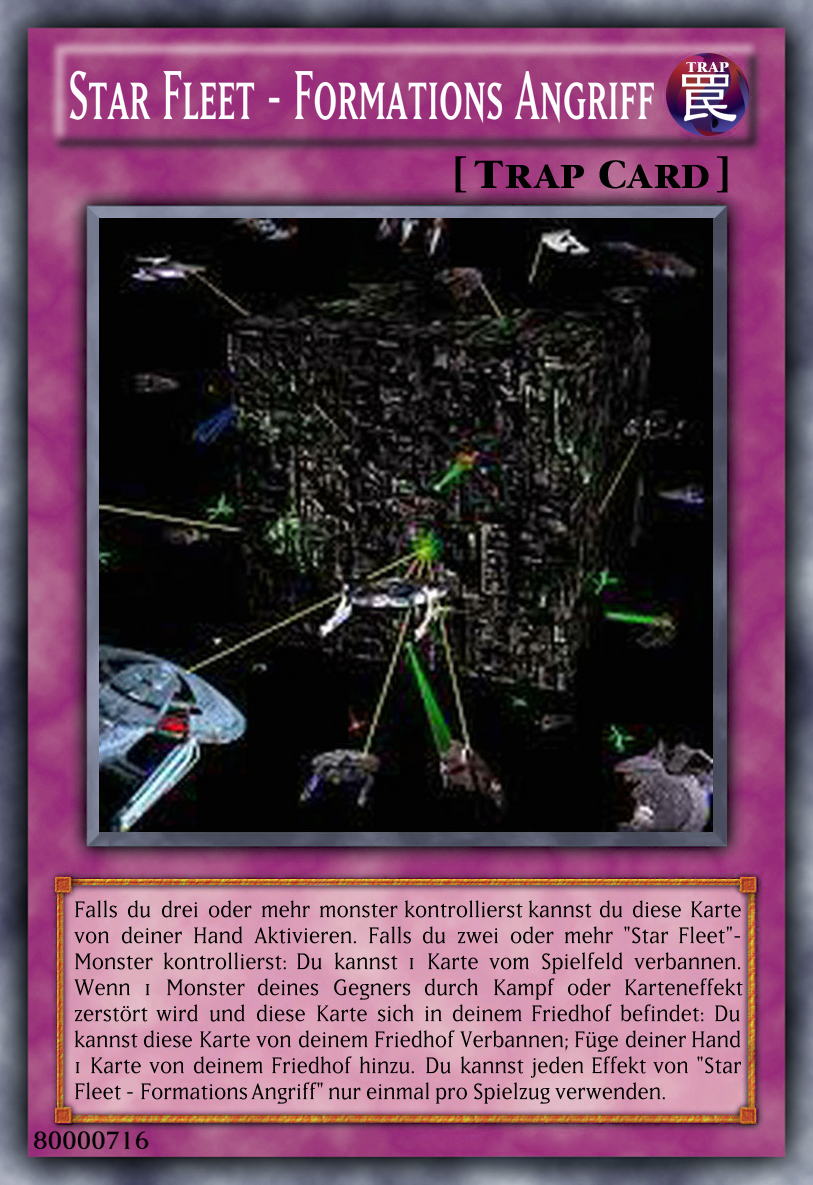 Star Fleet - Formations Angriff
TRAP
罠
[Trap Card]
Falls du drei oder mehr monster kontrollierst kannst du diese Karte
von deiner Hand Aktivieren. Falls du zwei oder mehr "Star Fleet"-
Monster kontrollierst: Du kannst 1 Karte vom Spielfeld verbannen.
Wenn 1 Monster deines Gegners durch Kampf oder Karteneffekt
zerstört wird und diese Karte sich in deinem Friedhof befindet: Du
kannst diese Karte von deinem Friedhof Verbannen; Füge deiner Hand
1 Karte von deinem Friedhof hinzu. Du kannst jeden Effekt von "Star
Fleet - Formations Angriff" nur einmal pro Spielzug verwenden.
80000716